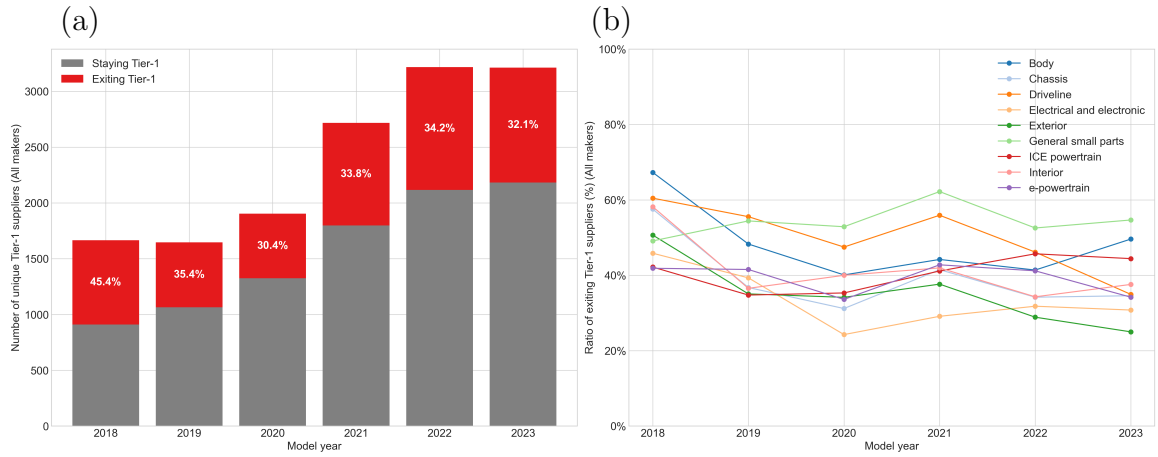 (a)
Number of unique Tier-1 suppliers (All makers)
3000
2500
2000
1500
1000
500
0
Staying Tier-1
Exiting Tier-1
45.4%
35.4%
30.4%
33.8%
34.2%
32.1%
2018 2019 2020 2021 2022 2023
Model year
(b)
Ratio of exiting Tier-1 suppliers (%) (All makers)
100%
80%
60%
40%
20%
0%
Body
Chassis
Driveline
Electrical and electronic
Exterior
General small parts
ICE powertrain
Interior
e-powertrain
2018 2019 2020 2021 2022 2023
Model year